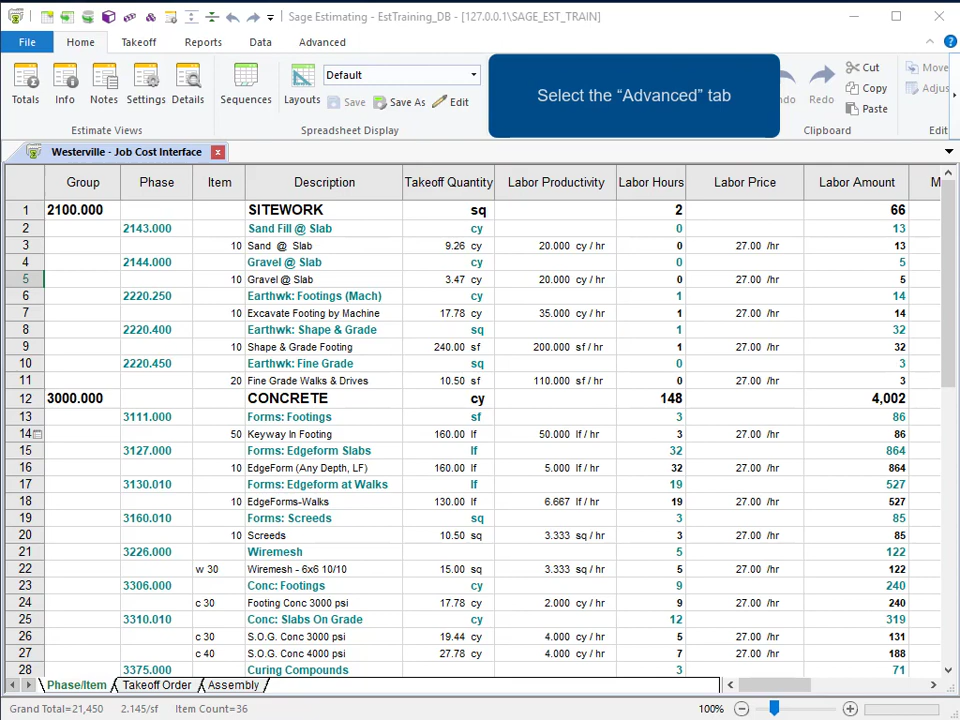 Sage Estimating - EstTraining_DB - [127.0.0.1\SAGE_EST_TRAIN]
File Home Takeoff Reports Data Advanced
Totals Info Notes Settings Details Sequences Layouts Default
Save Save As Edit
Select the “Advanced” tab
Redo Cut Copy Paste Move
Estimate Views Spreadsheet Display Clipboard
Westerville - Job Cost Interface x
Group Phase Item Description Takeoff Quantity Labor Productivity Labor Hours Labor Price Labor Amount M
1 2100.000 SITEWORK sq 2 66
2 2143.000 Sand Fill @ Slab cy 0 13
3 10 Sand @ Slab 9.26 cy 20.000 cy / hr 0 27.00 /hr 13
4 2144.000 Gravel @ Slab cy 0 5
5 10 Gravel @ Slab 3.47 cy 20.000 cy / hr 0 27.00 /hr 5
6 2220.250 Earthwk: Footings (Mach) cy 1 14
7 10 Excavate Footing by Machine 17.78 cy 35.000 cy / hr 1 27.00 /hr 14
8 2220.400 Earthwk: Shape & Grade sq 1 32
9 10 Shape & Grade Footing 240.00 sf 200.000 sf / hr 1 27.00 /hr 32
10 2220.450 Earthwk: Fine Grade sq 0 3
11 20 Fine Grade Walks & Drives 10.50 sf 110.000 sf / hr 0 27.00 /hr 3
12 3000.000 CONCRETE cy 148 4,002
13 3111.000 Forms: Footings sf 3 86
14 50 Keyway In Footing 160.00 lf 50.000 lf / hr 3 27.00 /hr 86
15 3127.000 Forms: Edgeform Slabs lf 32 864
16 10 EdgeForm (Any Depth, LF) 160.00 lf 5.000 lf / hr 32 27.00 /hr 864
17 3130.010 Forms: Edgeform at Walks lf 19 527
18 10 EdgeForms-Walks 130.00 lf 6.667 lf / hr 19 27.00 /hr 527
19 3160.010 Forms: Screeds sq 3 85
20 10 Screeds 10.50 sq 3.333 sq / hr 3 27.00 /hr 85
21 3226.000 Wiremesh 5 122
22 w 30 Wiremesh - 6x6 10/10 15.00 sq 3.333 sq / hr 5 27.00 /hr 122
23 3306.000 Conc: Footings cy 9 240
24 c 30 Footing Conc 3000 psi 17.78 cy 2.000 cy / hr 9 27.00 /hr 240
25 3310.010 Conc: Slabs On Grade cy 12 319
26 c 30 S.O.G. Conc 3000 psi 19.44 cy 4.000 cy / hr 5 27.00 /hr 131
27 c 40 S.O.G. Conc 4000 psi 27.78 cy 4.000 cy / hr 7 27.00 /hr 188
28 3375.000 Curing Compounds 3 71
Phase/Item Takeoff Order Assembly
Grand Total=21,450 2.145/sf Item Count=36 100%